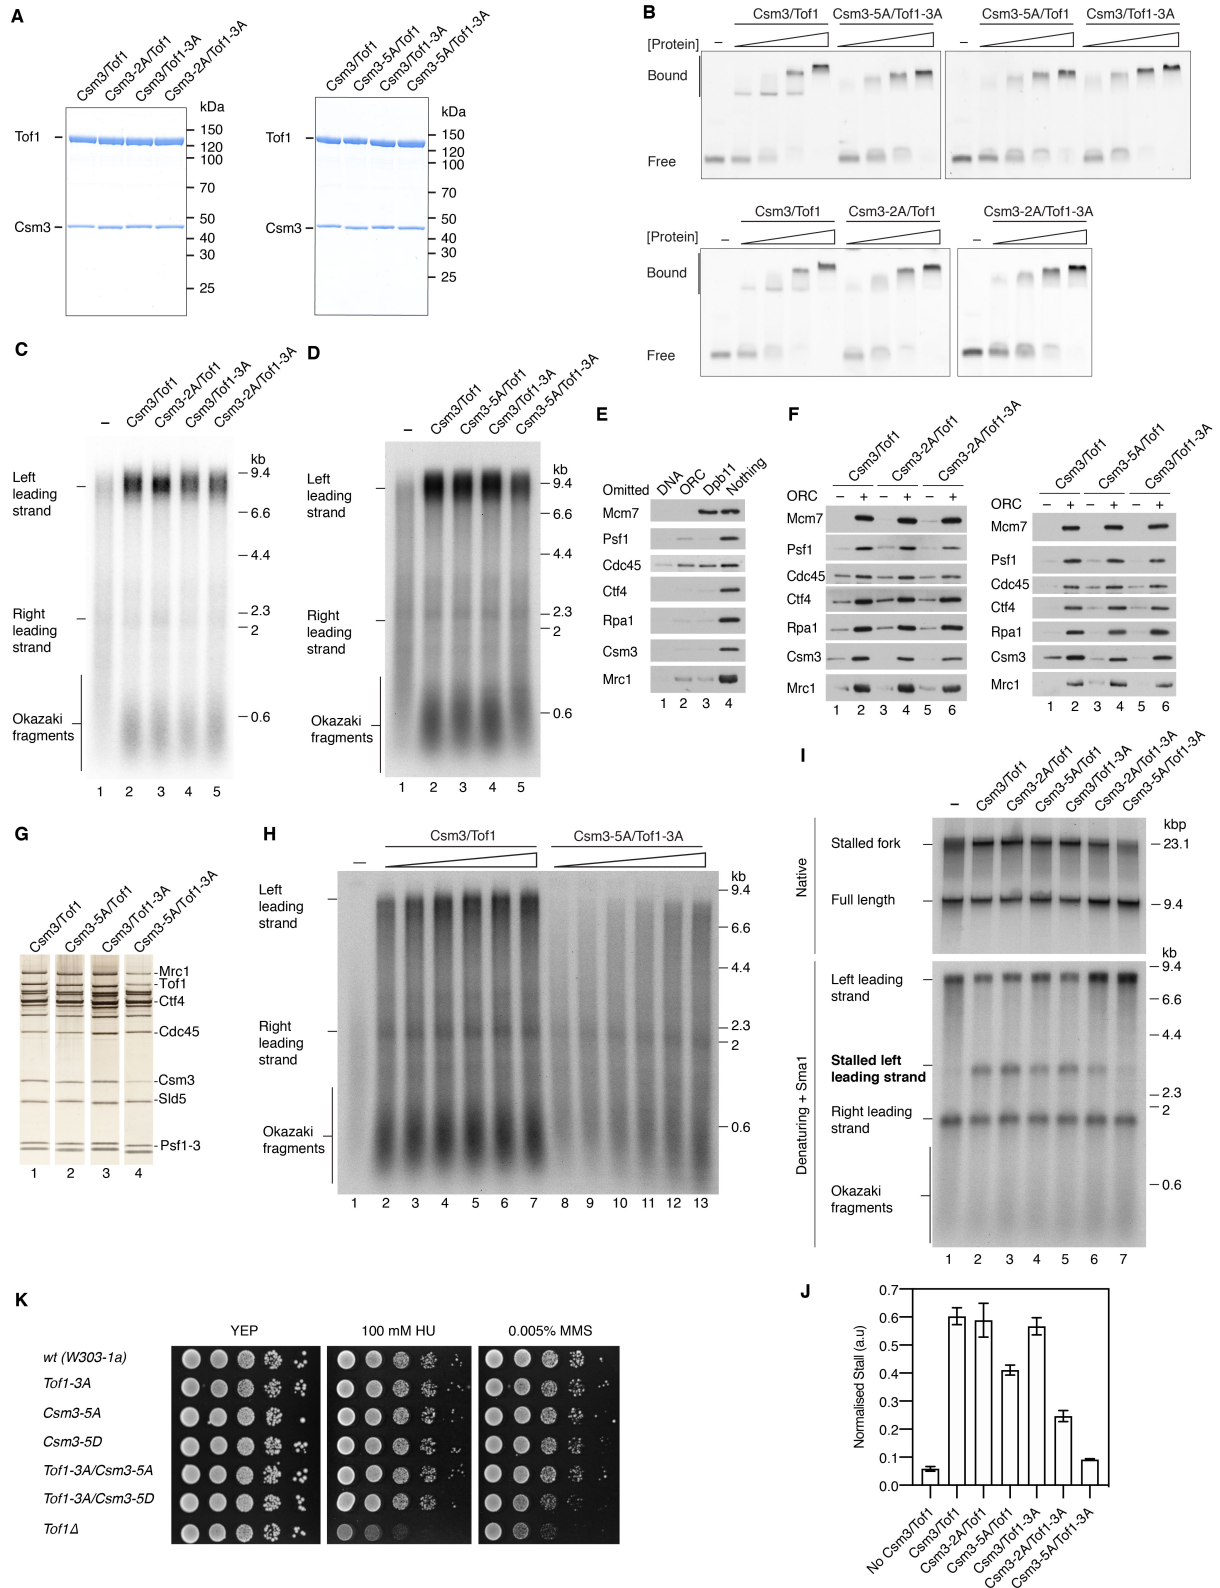 A
Csm3/Tof1
Csm3-2A/Tof1
Csm3/Tof1-3A
Csm3-2A/Tof1-3A
kDa
Tof1
150
120
100
70
50
Csm3
40
30
25
Csm3/Tof1
Csm3-5A/Tof1
Csm3/Tof1-3A
Csm3-5A/Tof1-3A
kDa
Tof1
150
120
100
70
50
Csm3
40
30
25
B
Csm3/Tof1 Csm3-5A/Tof1-3A Csm3-5A/Tof1 Csm3/Tof1-3A
[Protein] – –
Bound
Free
Csm3/Tof1 Csm3-2A/Tof1 Csm3-2A/Tof1-3A
[Protein] – –
Bound
Free
C
–
Csm3/Tof1
Csm3-2A/Tof1
Csm3/Tof1-3A
Csm3-2A/Tof1-3A
kb
Left
leading
strand
9.4
6.6
4.4
Right
leading
strand
2.3
2
Okazaki
fragments
0.6
1 2 3 4 5
D
–
Csm3/Tof1
Csm3-5A/Tof1
Csm3/Tof1-3A
Csm3-5A/Tof1-3A
kb
Left
leading
strand
9.4
6.6
4.4
Right
leading
strand
2.3
2
Okazaki
fragments
0.6
1 2 3 4 5
E
Omitted DNA ORC Dpb11 Nothing
Mcm7
Psf1
Cdc45
Ctf4
Rpa1
Csm3
Mrc1
1 2 3 4
F
Csm3/Tof1
Csm3-2A/Tof1
Csm3-2A/Tof1-3A
ORC – + – + – +
Mcm7
Psf1
Cdc45
Ctf4
Rpa1
Csm3
Mrc1
1 2 3 4 5 6
Csm3/Tof1
Csm3-5A/Tof1
Csm3/Tof1-3A
ORC – + – + – +
Mcm7
Psf1
Cdc45
Ctf4
Rpa1
Csm3
Mrc1
1 2 3 4 5 6
G
Csm3/Tof1
Csm3-5A/Tof1
Csm3/Tof1-3A
Csm3-5A/Tof1-3A
Mrc1
Tof1
Ctf4
Cdc45
Csm3
Sld5
Psf1-3
1 2 3 4
H
– Csm3/Tof1 Csm3-5A/Tof1-3A
kb
Left
leading
strand
9.4
6.6
4.4
Right
leading
strand
2.3
2
Okazaki
fragments
0.6
1 2 3 4 5 6 7 8 9 10 11 12 13
I
–
Csm3/Tof1
Csm3-2A/Tof1
Csm3-5A/Tof1
Csm3/Tof1-3A
Csm3-2A/Tof1-3A
Csm3-5A/Tof1-3A
kbp
Native
Stalled fork
23.1
Full length
9.4
kb
Denaturing + Sma1
Left leading
strand
9.4
6.6
4.4
Stalled left
leading strand
2.3
2
Right leading
strand
0.6
Okazaki
fragments
1 2 3 4 5 6 7
J
Normalised Stall (a.u)
0.7
0.6
0.5
0.4
0.3
0.2
0.1
0.0
No Csm3/Tof1
Csm3/Tof1
Csm3-2A/Tof1
Csm3-5A/Tof1
Csm3/Tof1-3A
Csm3-2A/Tof1-3A
Csm3-5A/Tof1-3A
K
YEP 100 mM HU 0.005% MMS
wt (W303-1a)
Tof1-3A
Csm3-5A
Csm3-5D
Tof1-3A/Csm3-5A
Tof1-3A/Csm3-5D
Tof1Δ